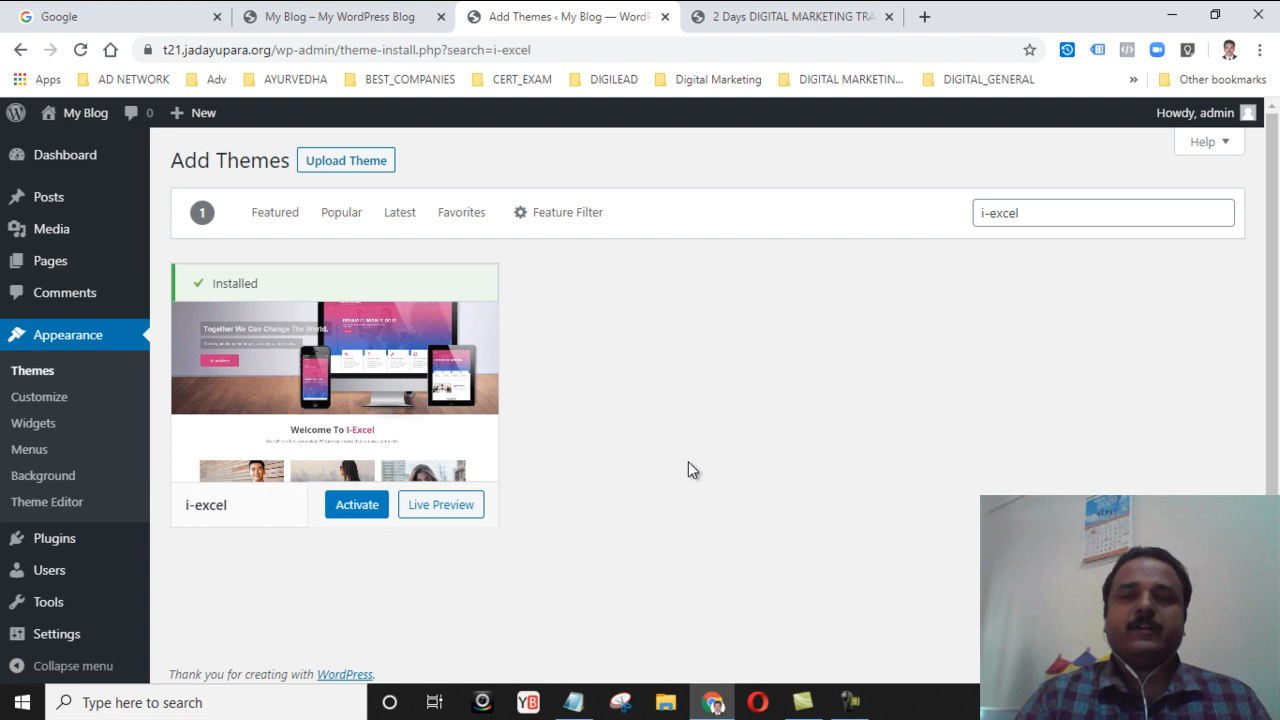 Google
My Blog – My WordPress Blog
Add Themes ‹ My Blog — WordP
2 Days DIGITAL MARKETING TRA
t21.jadayupara.org/wp-admin/theme-install.php?search=i-excel
Apps
AD NETWORK
Adv
AYURVEDHA
BEST_COMPANIES
CERT_EXAM
DIGILEAD
Digital Marketing
DIGITAL MARKETIN...
DIGITAL_GENERAL
»
Other bookmarks
My Blog
0
New
Howdy, admin
Dashboard
Posts
Media
Pages
Comments
Appearance
Themes
Customize
Widgets
Menus
Background
Theme Editor
Plugins
Users
Tools
Settings
Collapse menu
Help
Add Themes
Upload Theme
1
Featured
Popular
Latest
Favorites
Feature Filter
i-excel
Installed
Together We Can Change The World.
Welcome To I-Excel
i-excel
Activate
Live Preview
Thank you for creating with WordPress.
Type here to search